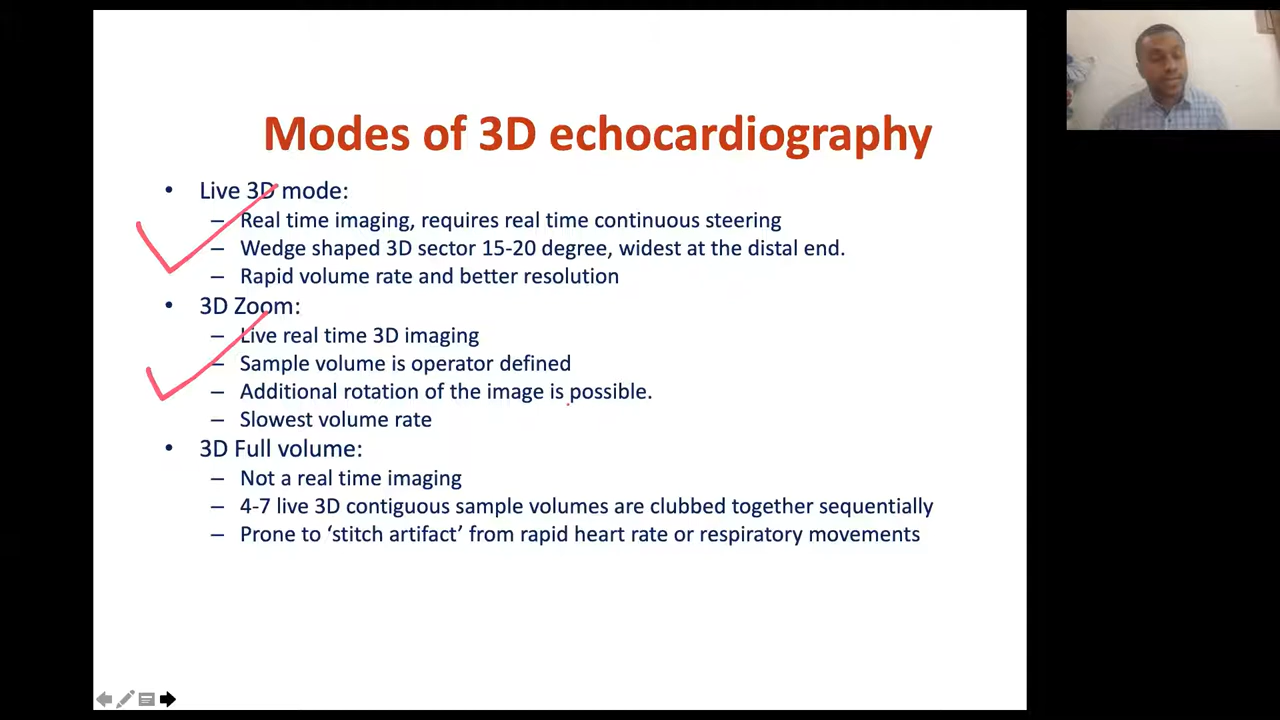 Modes of 3D echocardiography
• Live 3D mode:
– Real time imaging, requires real time continuous steering
– Wedge shaped 3D sector 15-20 degree, widest at the distal end.
– Rapid volume rate and better resolution
• 3D Zoom:
– Live real time 3D imaging
– Sample volume is operator defined
– Additional rotation of the image is possible.
– Slowest volume rate
• 3D Full volume:
– Not a real time imaging
– 4-7 live 3D contiguous sample volumes are clubbed together sequentially
– Prone to ‘stitch artifact’ from rapid heart rate or respiratory movements